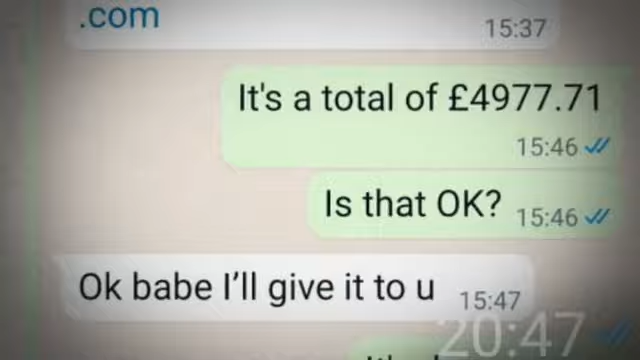 .com
15:37
It's a total of £4977.71
15:46
Is that OK? 15:46
Ok babe I'll give it to u 15:47
20:47